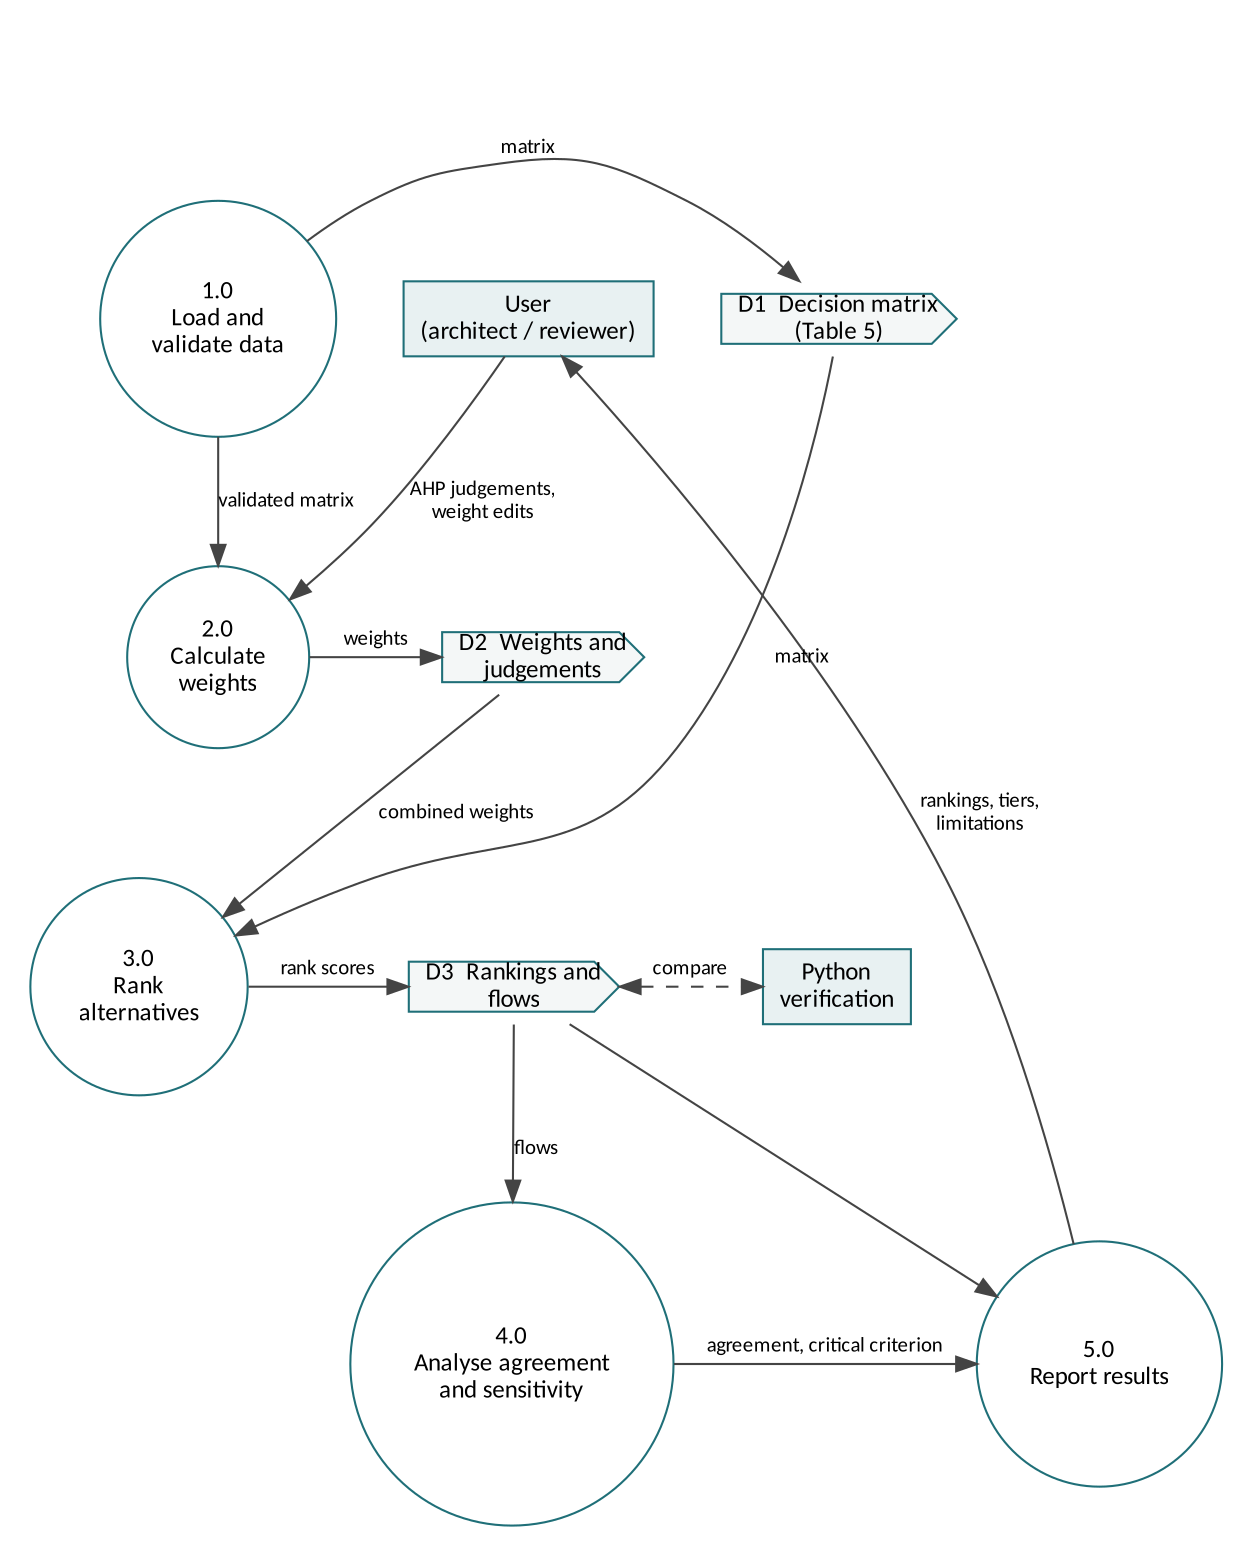 matrix
1.0
Load and
validate data
User
(architect / reviewer)
D1 Decision matrix
(Table 5)
validated matrix
AHP judgements,
weight edits
2.0
Calculate
weights
weights
D2 Weights and
judgements
matrix
combined weights
rankings, tiers,
limitations
3.0
Rank
alternatives
rank scores
D3 Rankings and
flows
compare
Python
verification
flows
4.0
Analyse agreement
and sensitivity
agreement, critical criterion
5.0
Report results